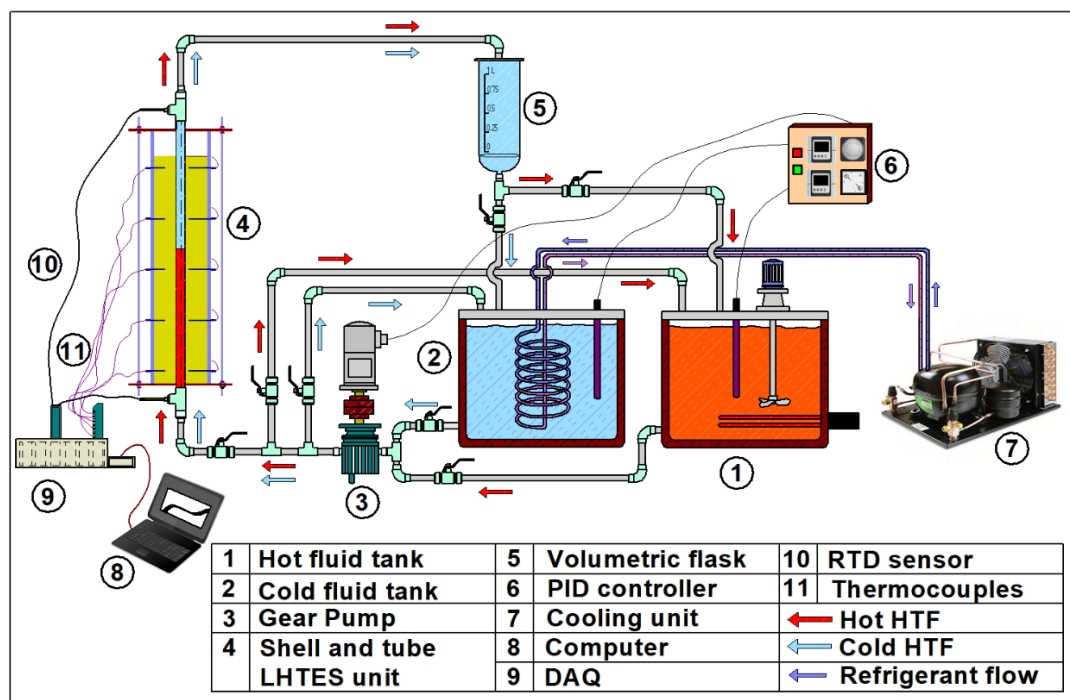 5
1 L
0.75
0.5
0.25
0
6
4
10
11
2
9
3
1
7
8
1 Hot fluid tank 5 Volumetric flask 10 RTD sensor
2 Cold fluid tank 6 PID controller 11 Thermocouples
3 Gear Pump 7 Cooling unit Hot HTF
4 Shell and tube 8 Computer Cold HTF
LHTES unit 9 DAQ Refrigerant flow